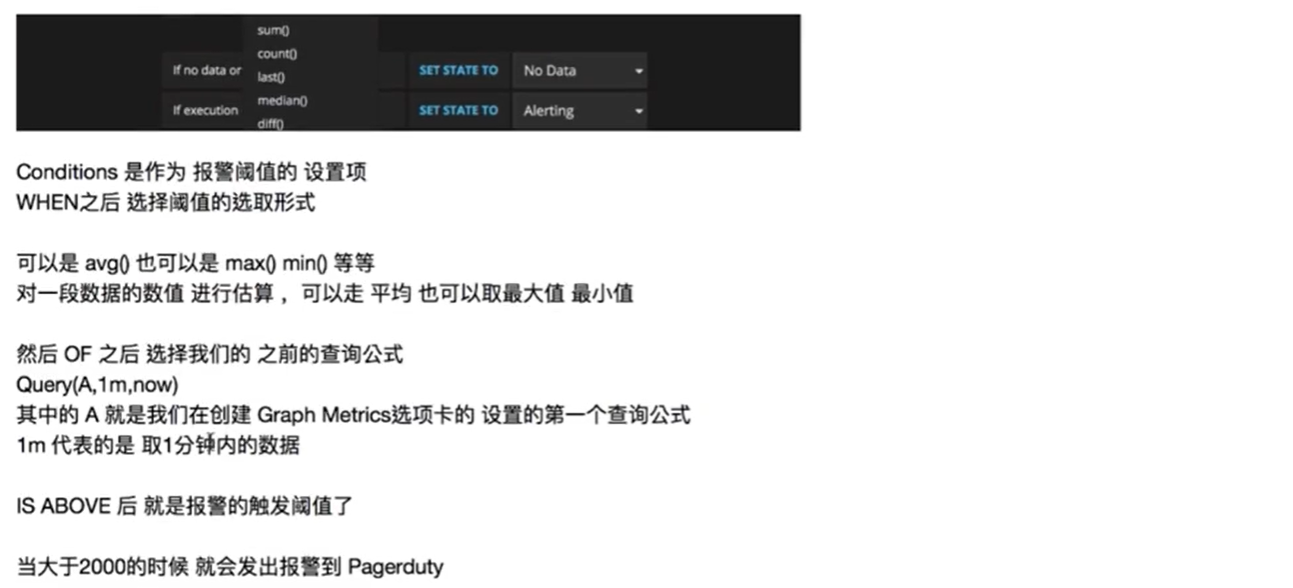 sum()
count()
If no data or
last()
SET STATE TO
No Data
median()
If execution
SET STATE TO
Alerting
diff()
Conditions 是作为 报警阈值的 设置项
WHEN之后 选择阈值的选取形式
可以是 avg() 也可以是 max() min() 等等
对一段数据的数值 进行估算 ，可以走 平均 也可以取最大值 最小值
然后 OF 之后 选择我们的 之前的查询公式
Query(A,1m,now)
其中的 A 就是我们在创建 Graph Metrics选项卡的 设置的第一个查询公式
1m 代表的是 取1分钟内的数据
IS ABOVE 后 就是报警的触发阈值了
当大于2000的时候 就会发出报警到 Pagerduty